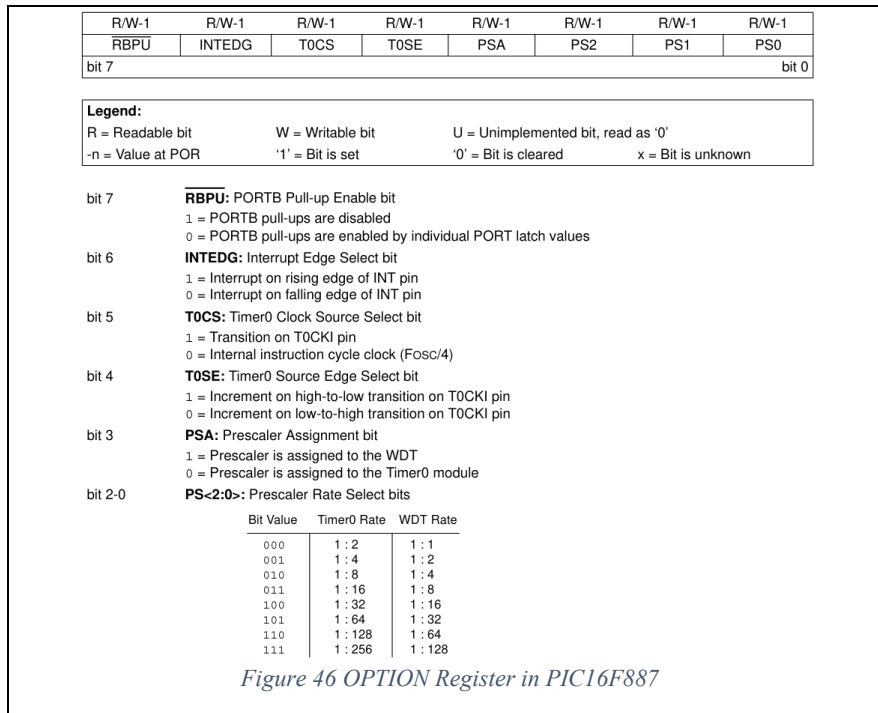 R/W-1 R/W-1 R/W-1 R/W-1 R/W-1 R/W-1 R/W-1 R/W-1
RBPU INTEDG T0CS T0SE PSA PS2 PS1 PS0
bit 7 bit 0
Legend:
R = Readable bit W = Writable bit U = Unimplemented bit, read as ‘0’
-n = Value at POR ‘1’ = Bit is set ‘0’ = Bit is cleared x = Bit is unknown
bit 7 RBPU: PORTB Pull-up Enable bit
1 = PORTB pull-ups are disabled
0 = PORTB pull-ups are enabled by individual PORT latch values
bit 6 INTEDG: Interrupt Edge Select bit
1 = Interrupt on rising edge of INT pin
0 = Interrupt on falling edge of INT pin
bit 5 T0CS: Timer0 Clock Source Select bit
1 = Transition on T0CKI pin
0 = Internal instruction cycle clock (FOSC/4)
bit 4 T0SE: Timer0 Source Edge Select bit
1 = Increment on high-to-low transition on T0CKI pin
0 = Increment on low-to-high transition on T0CKI pin
bit 3 PSA: Prescaler Assignment bit
1 = Prescaler is assigned to the WDT
0 = Prescaler is assigned to the Timer0 module
bit 2-0 PS<2:0>: Prescaler Rate Select bits
Bit Value Timer0 Rate WDT Rate
000 1 : 2 1 : 1
001 1 : 4 1 : 2
010 1 : 8 1 : 4
011 1 : 16 1 : 8
100 1 : 32 1 : 16
101 1 : 64 1 : 32
110 1 : 128 1 : 64
111 1 : 256 1 : 128
Figure 46 OPTION Register in PIC16F887